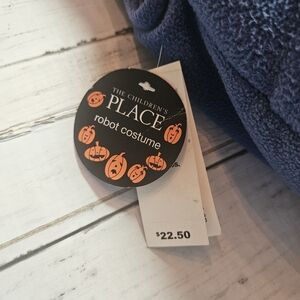 THE CHILDREN'S
PLACE
robot costume
$22.50